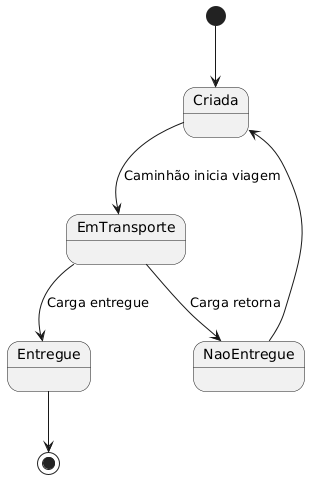 Criada
Caminhão inicia viagem
EmTransporte
Carga entregue
Carga retorna
Entregue
NaoEntregue